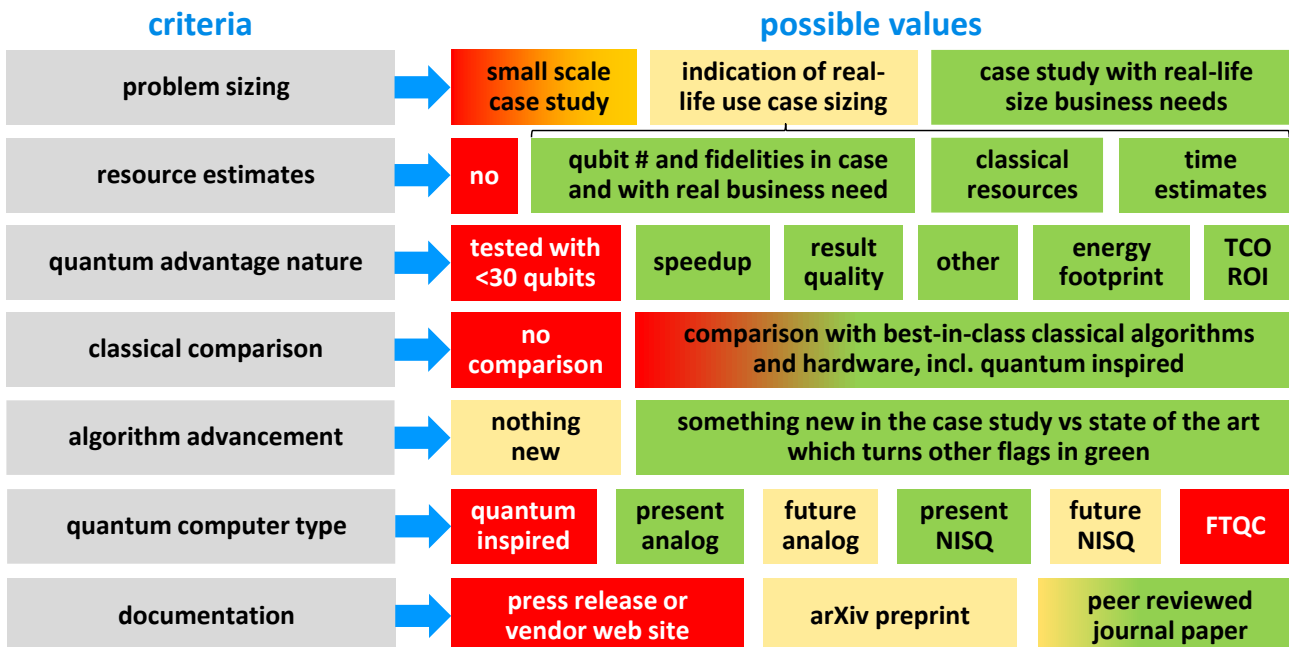 criteria
possible values
problem sizing
small scale
case study
indication of real-
life use case sizing
case study with real-life
size business needs
resource estimates
no
qubit # and fidelities in case
and with real business need
classical
resources
time
estimates
quantum advantage nature
tested with
<30 qubits
speedup
result
quality
other
energy
footprint
TCO
ROI
classical comparison
no
comparison
comparison with best-in-class classical algorithms
and hardware, incl. quantum inspired
algorithm advancement
nothing
new
something new in the case study vs state of the art
which turns other flags in green
quantum computer type
quantum
inspired
present
analog
future
analog
present
NISQ
future
NISQ
FTQC
documentation
press release or
vendor web site
arXiv preprint
peer reviewed
journal paper